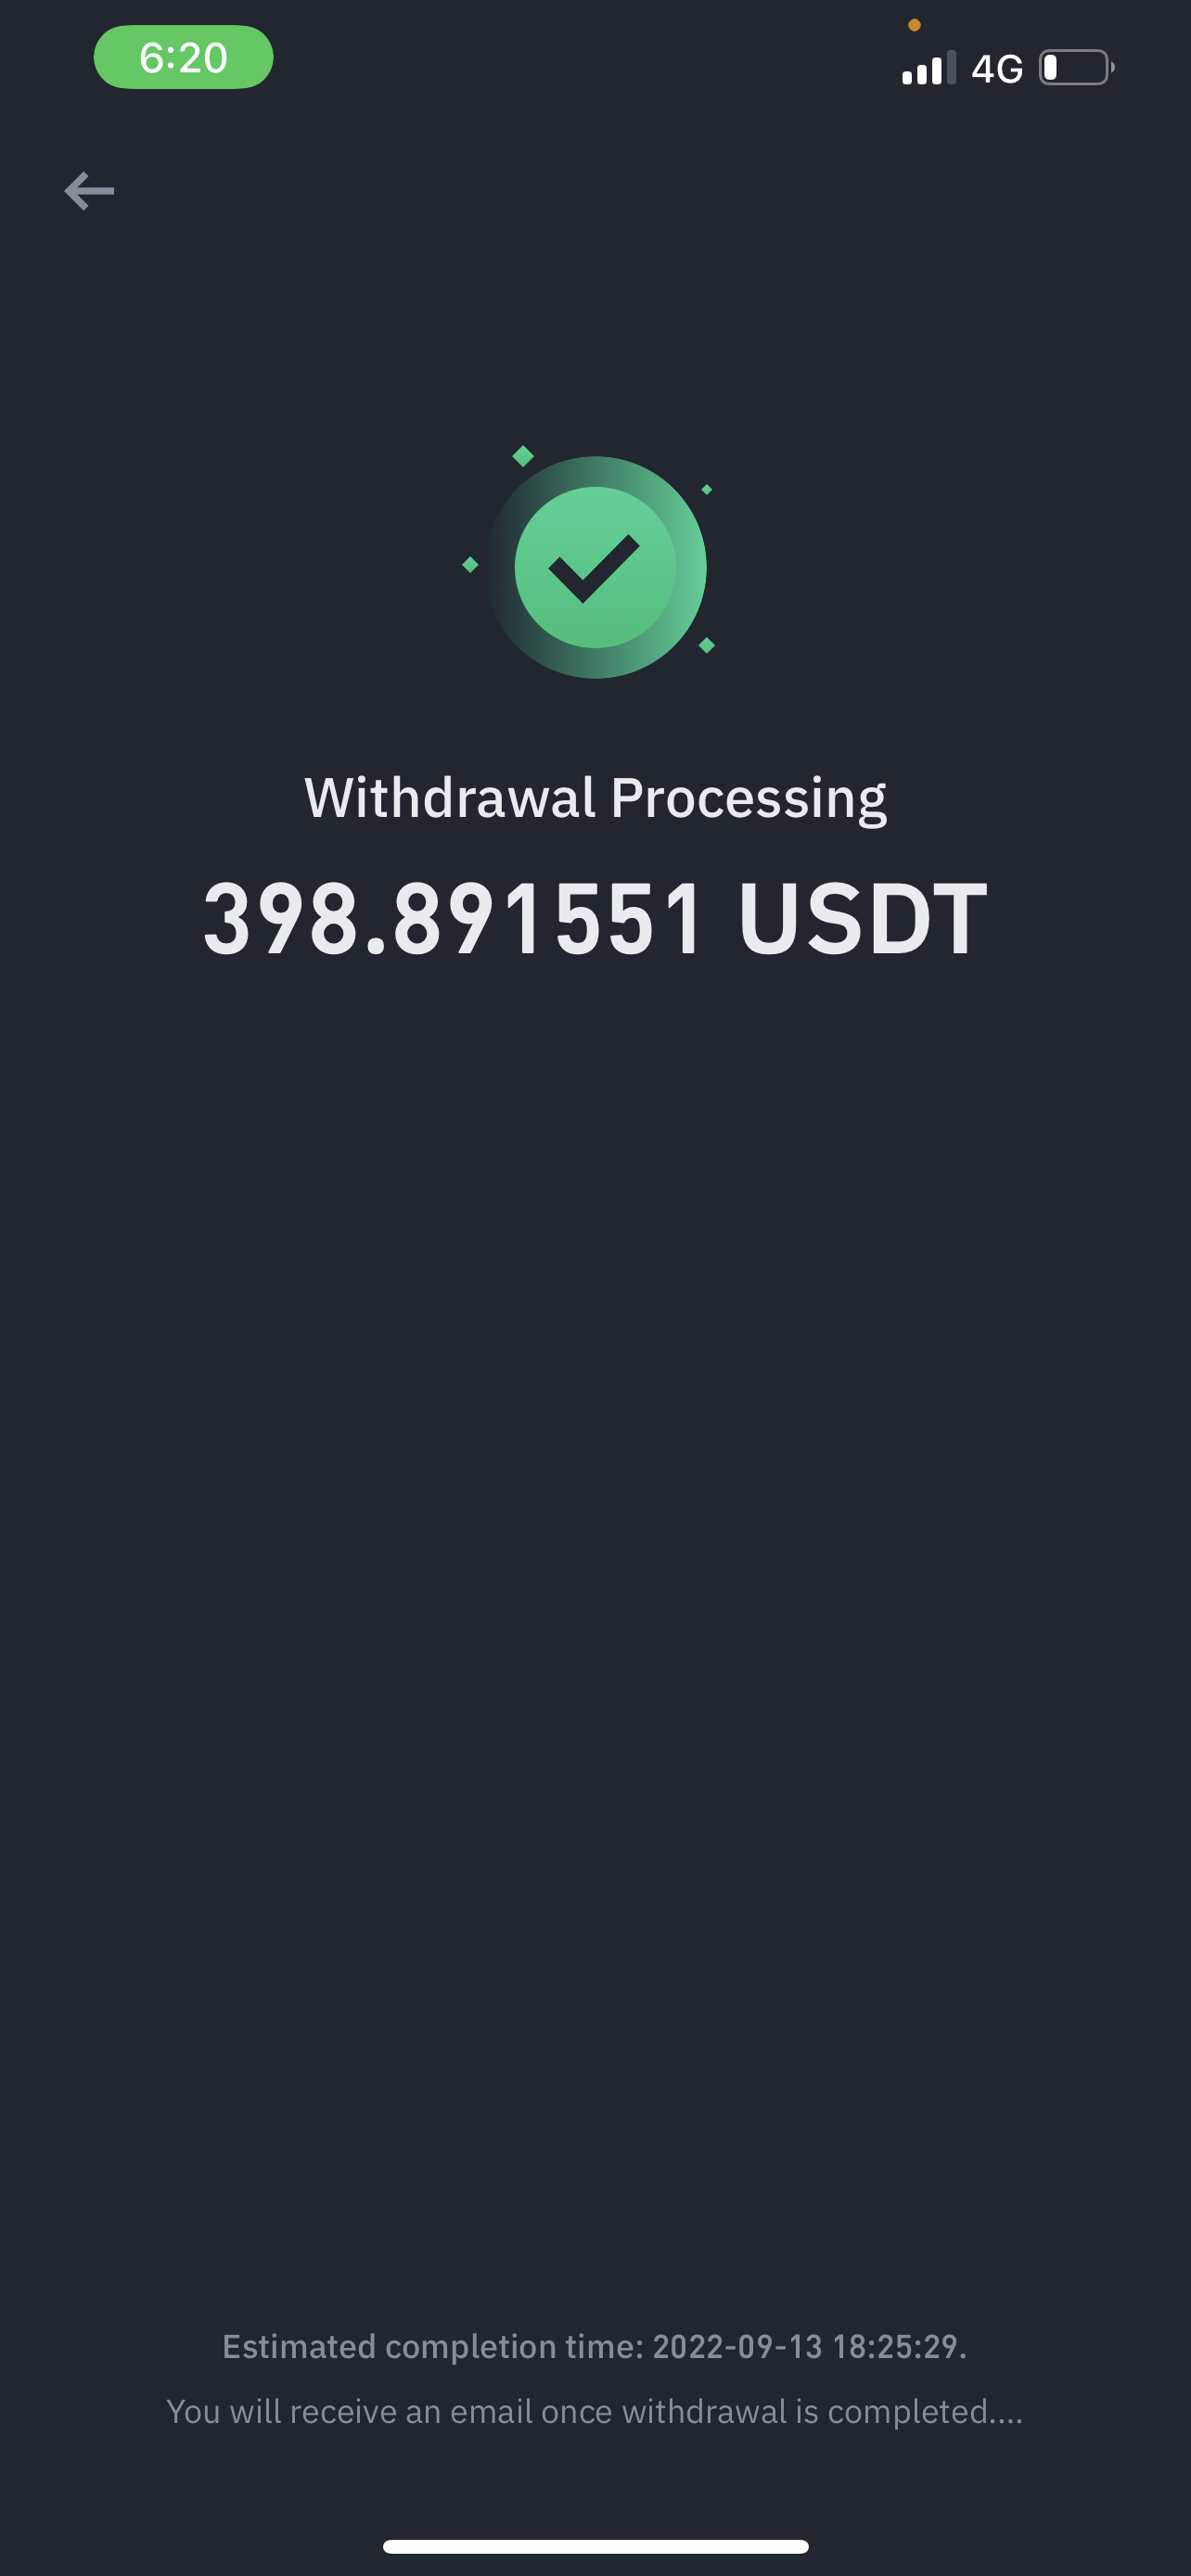 6:20
4G
Withdrawal Processing
398.891551 USDT
Estimated completion time: 2022-09-13 18:25:29.
You will receive an email once withdrawal is completed....